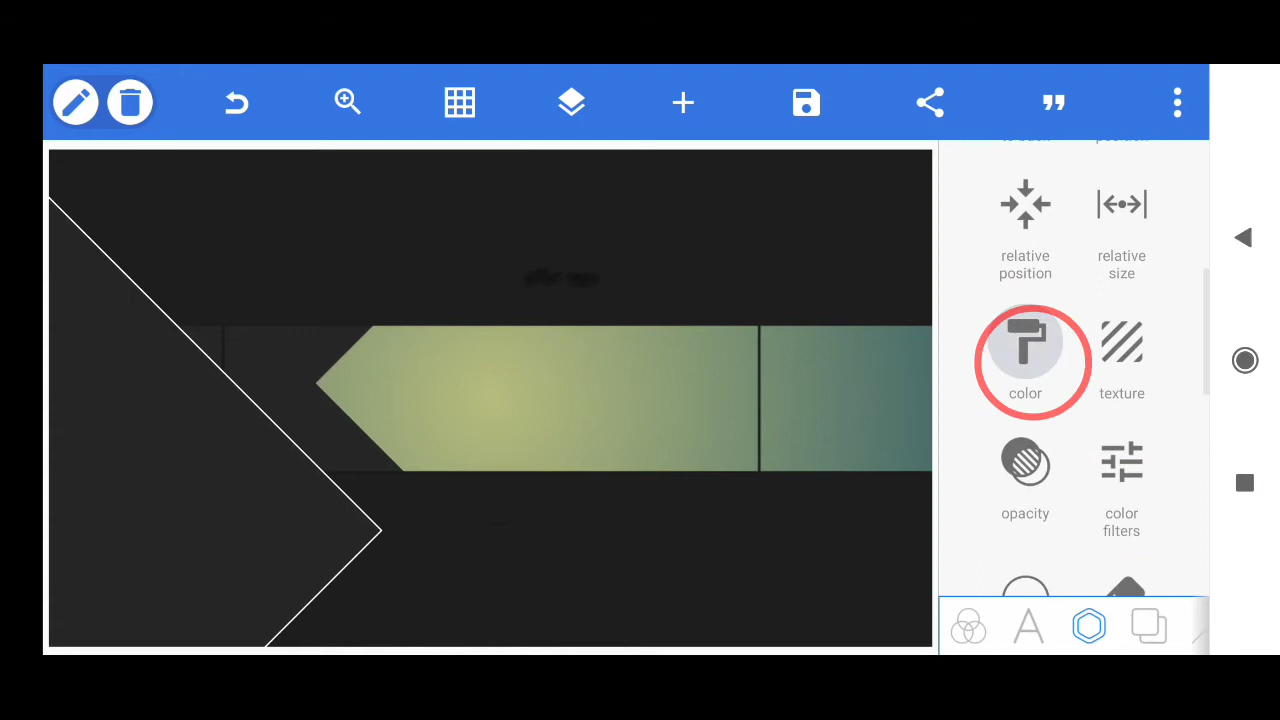 relative
position
relative
size
color
texture
opacity
color
filters